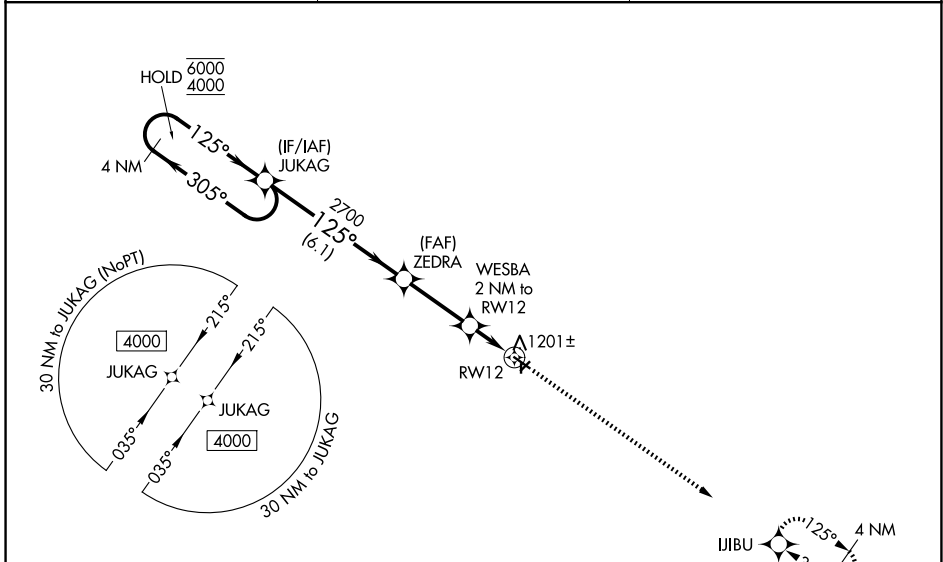 HOLD 6000
4000
125°
4 NM
305°
(IF/IAF)
JUKAG
2700
125°
(6.1)
(FAF)
ZEDRA
WESBA
2 NM to
RW12
1201±
RW12
30 NM to JUKAG (NoPT)
215°
4000
JUKAG
035°
215°
JUKAG
4000
035°
30 NM to JUKAG
IJIBU
125°
4 NM